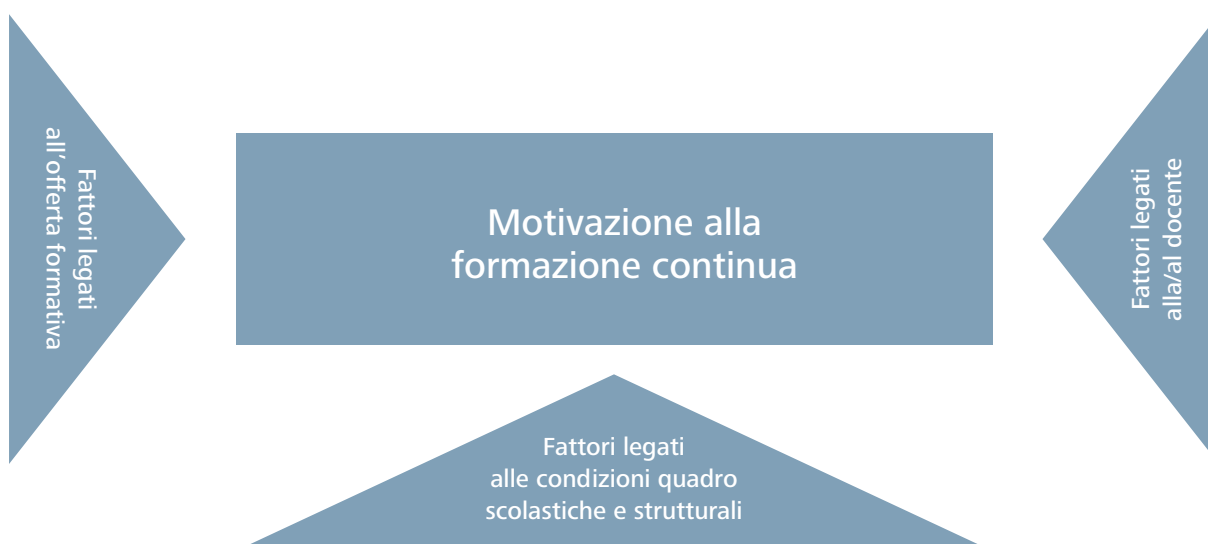 Fattori legati
all'offerta formativa
Motivazione alla
formazione continua
Fattori legati
alla/al docente
Fattori legati
alle condizioni quadro
scolastiche e strutturali